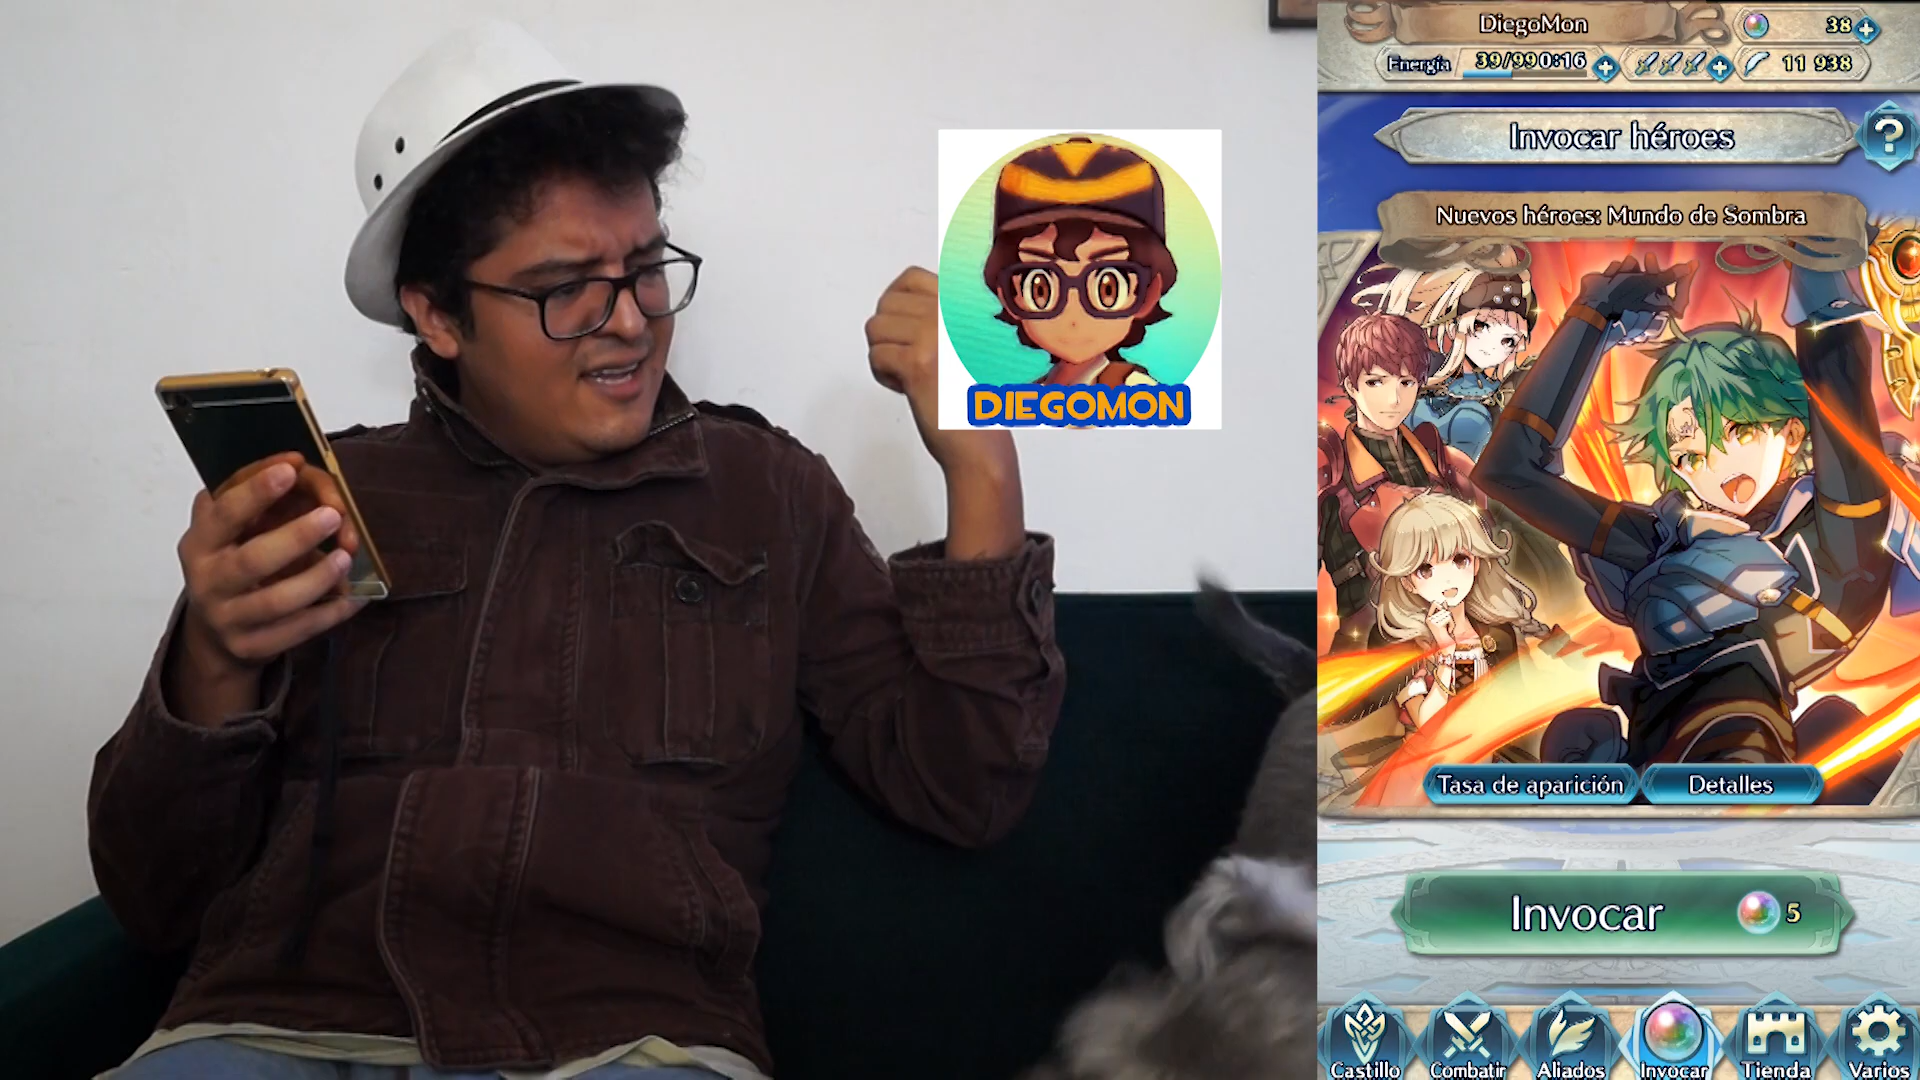 DIEGOMON
DiegoMon
38
Energía 39/99 0:16
11 938
Invocar héroes
?
Nuevos héroes: Mundo de Sombra
Tasa de aparición
Detalles
Invocar 5
Castillo
Combatir
Aliados
Invocar
Tienda
Varios